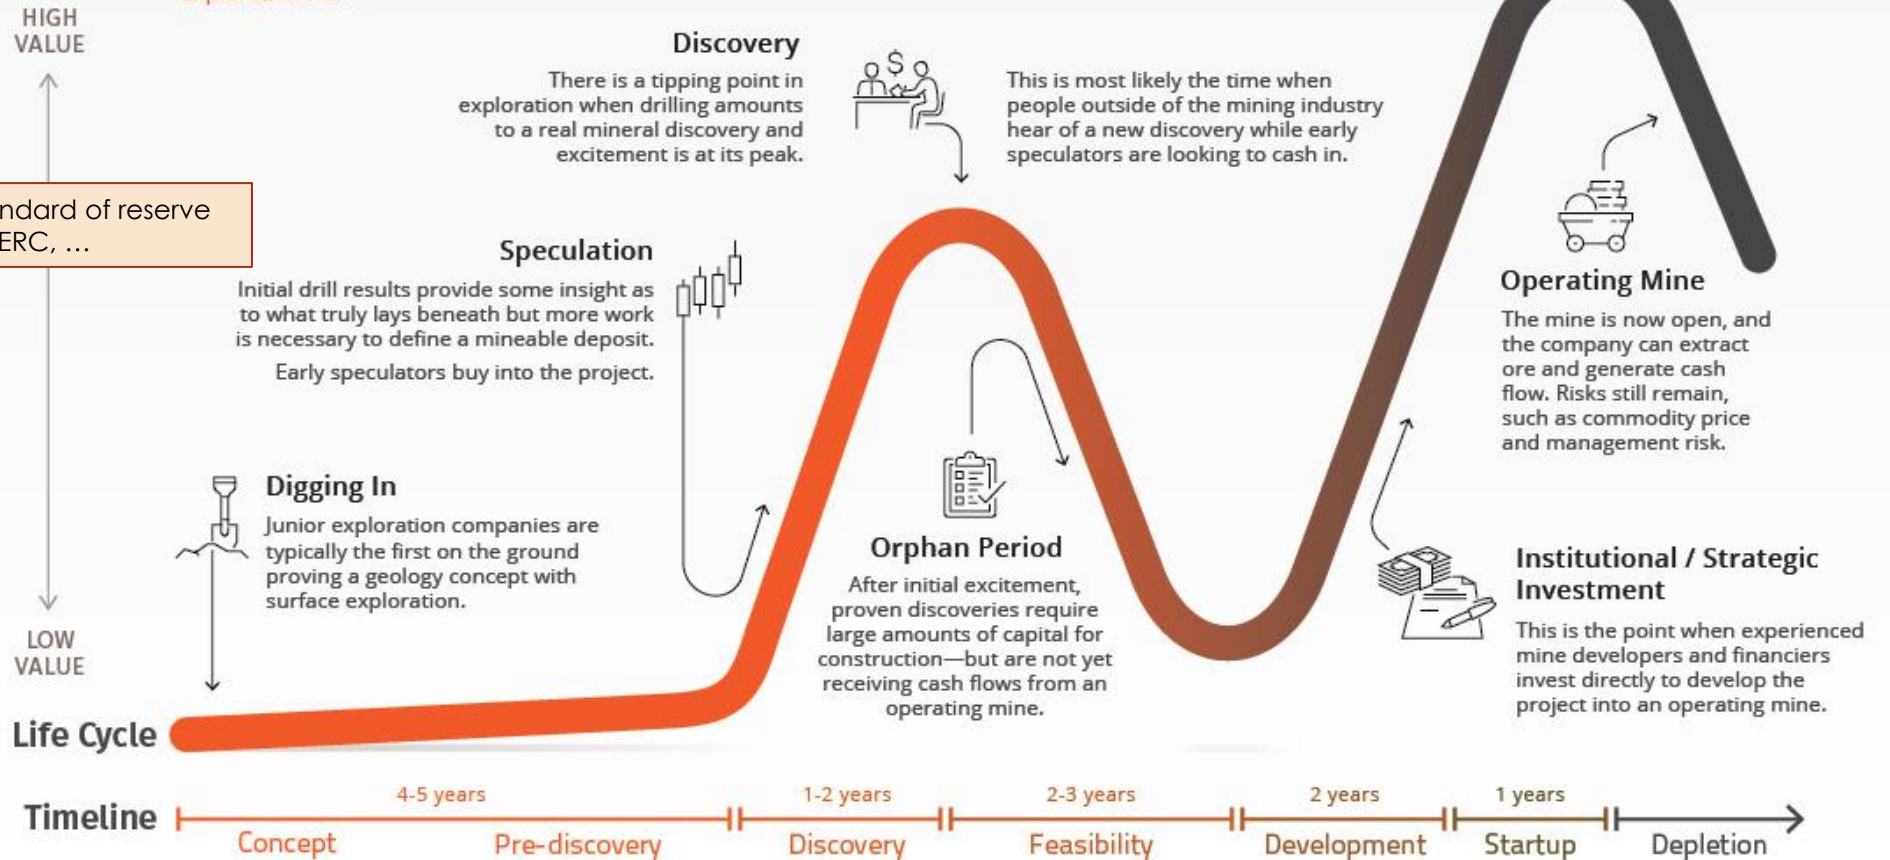 HIGH
VALUE
Discovery
There is a tipping point in
exploration when drilling amounts
to a real mineral discovery and
excitement is at its peak.
$
This is most likely the time when
people outside of the mining industry
hear of a new discovery while early
speculators are looking to cash in.
ndard of reserve
ERC, ...
Speculation
Initial drill results provide some insight as
to what truly lays beneath but more work
is necessary to define a mineable deposit.
Early speculators buy into the project.
Operating Mine
The mine is now open, and
the company can extract
ore and generate cash
flow. Risks still remain,
such as commodity price
and management risk.
Digging In
Junior exploration companies are
typically the first on the ground
proving a geology concept with
surface exploration.
Orphan Period
After initial excitement,
proven discoveries require
large amounts of capital for
construction—but are not yet
receiving cash flows from an
operating mine.
Institutional / Strategic
Investment
This is the point when experienced
mine developers and financiers
invest directly to develop the
project into an operating mine.
LOW
VALUE
Life Cycle
Timeline
4-5 years
1-2 years
2-3 years
2 years
1 years
Concept
Pre-discovery
Discovery
Feasibility
Development
Startup
Depletion